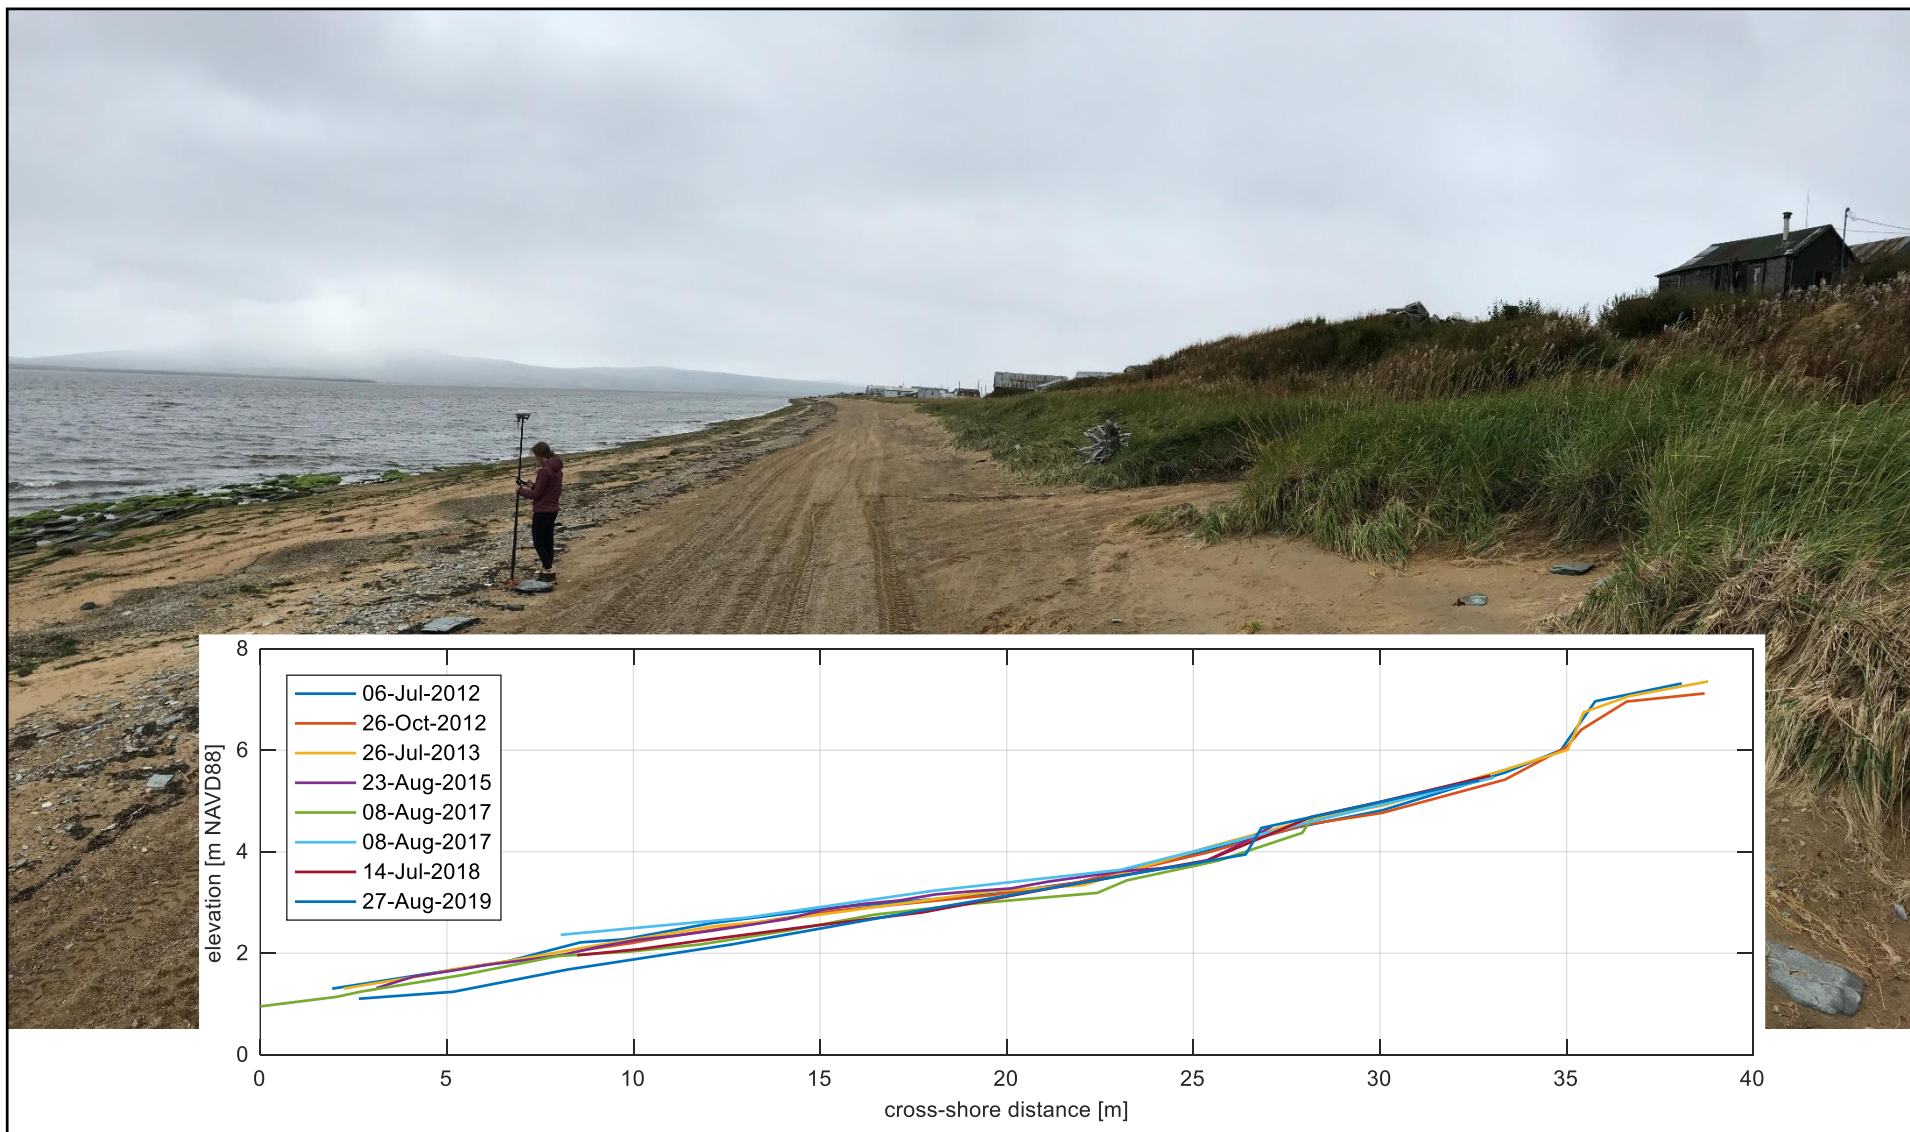 8
6
4
2
0
elevation [m NAVD88]
06-Jul-2012
26-Oct-2012
26-Jul-2013
23-Aug-2015
08-Aug-2017
08-Aug-2017
14-Jul-2018
27-Aug-2019
0 5 10 15 20 25 30 35 40
cross-shore distance [m]